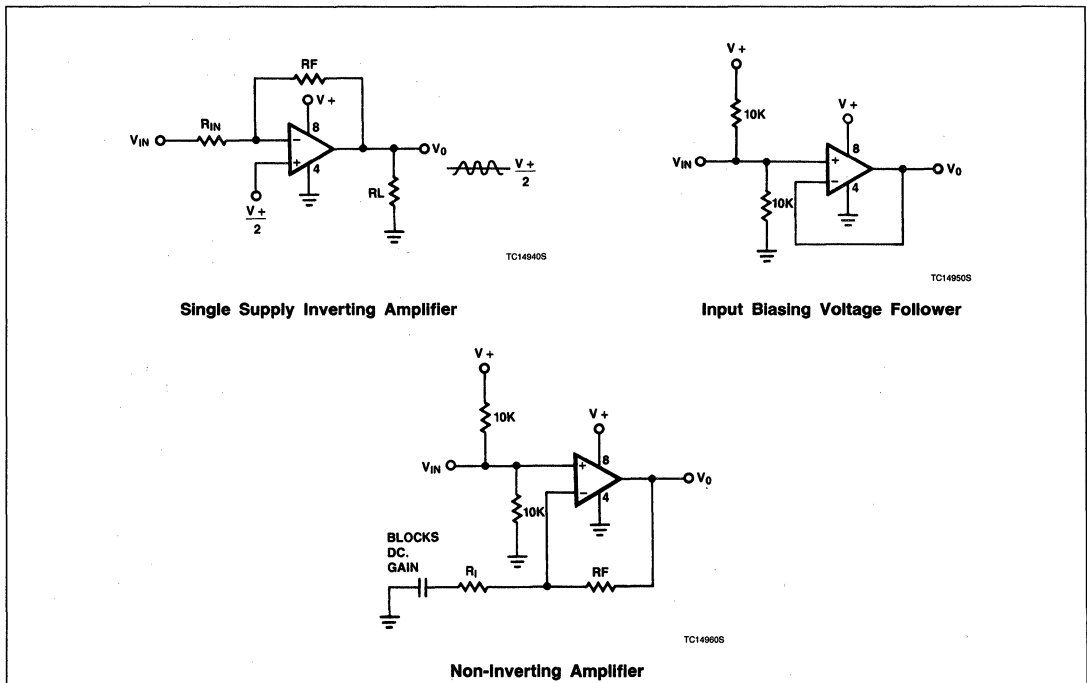 RF
V +
RIN
VIN
8
−
+
4
V0
V +
2
RL
V +
2
TC14940S
Single Supply Inverting Amplifier
V +
10K
V +
VIN
8
+
−
4
V0
10K
TC14950S
Input Biasing Voltage Follower
V +
10K
V +
VIN
8
+
−
4
V0
10K
BLOCKS
DC.
GAIN
RI
RF
TC14960S
Non-Inverting Amplifier